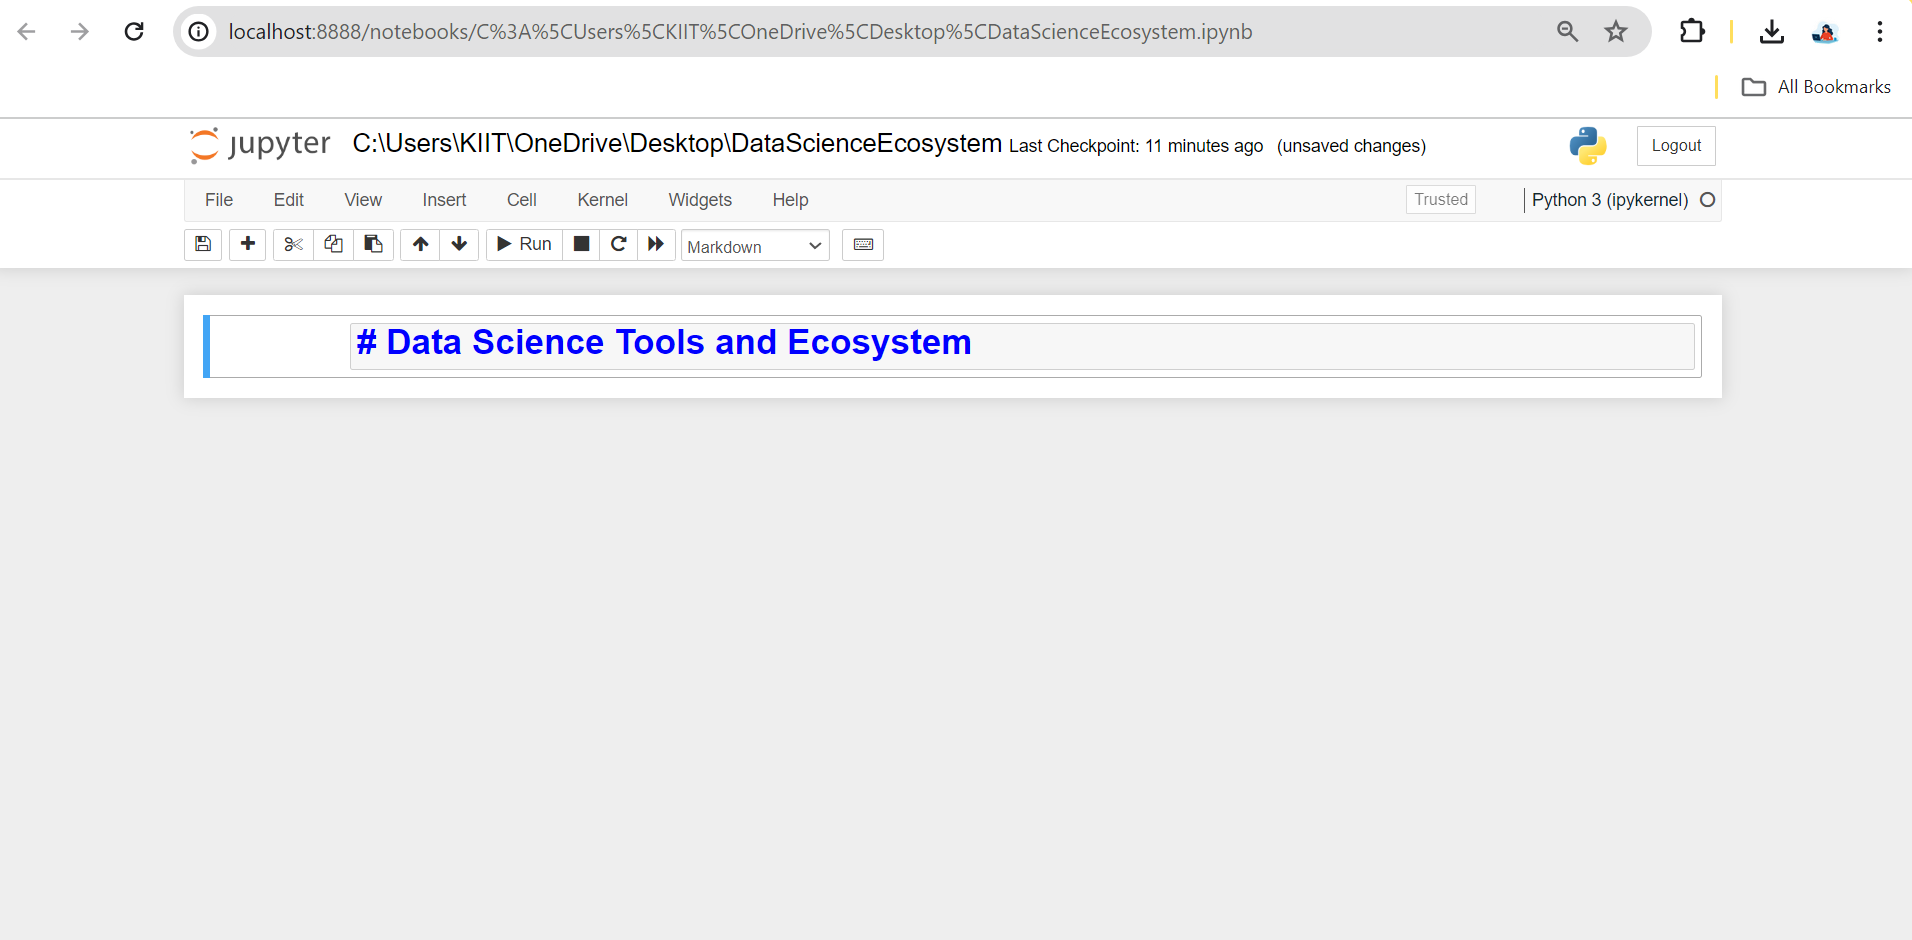 localhost:8888/notebooks/C%3A%5CUsers%5CKIIT%5COneDrive%5CDesktop%5CDataScienceEcosystem.ipynb
All Bookmarks
jupyter C:\Users\KIIT\OneDrive\Desktop\DataScienceEcosystem Last Checkpoint: 11 minutes ago (unsaved changes) Logout
File Edit View Insert Cell Kernel Widgets Help Trusted Python 3 (ipykernel)
Run Markdown
# Data Science Tools and Ecosystem